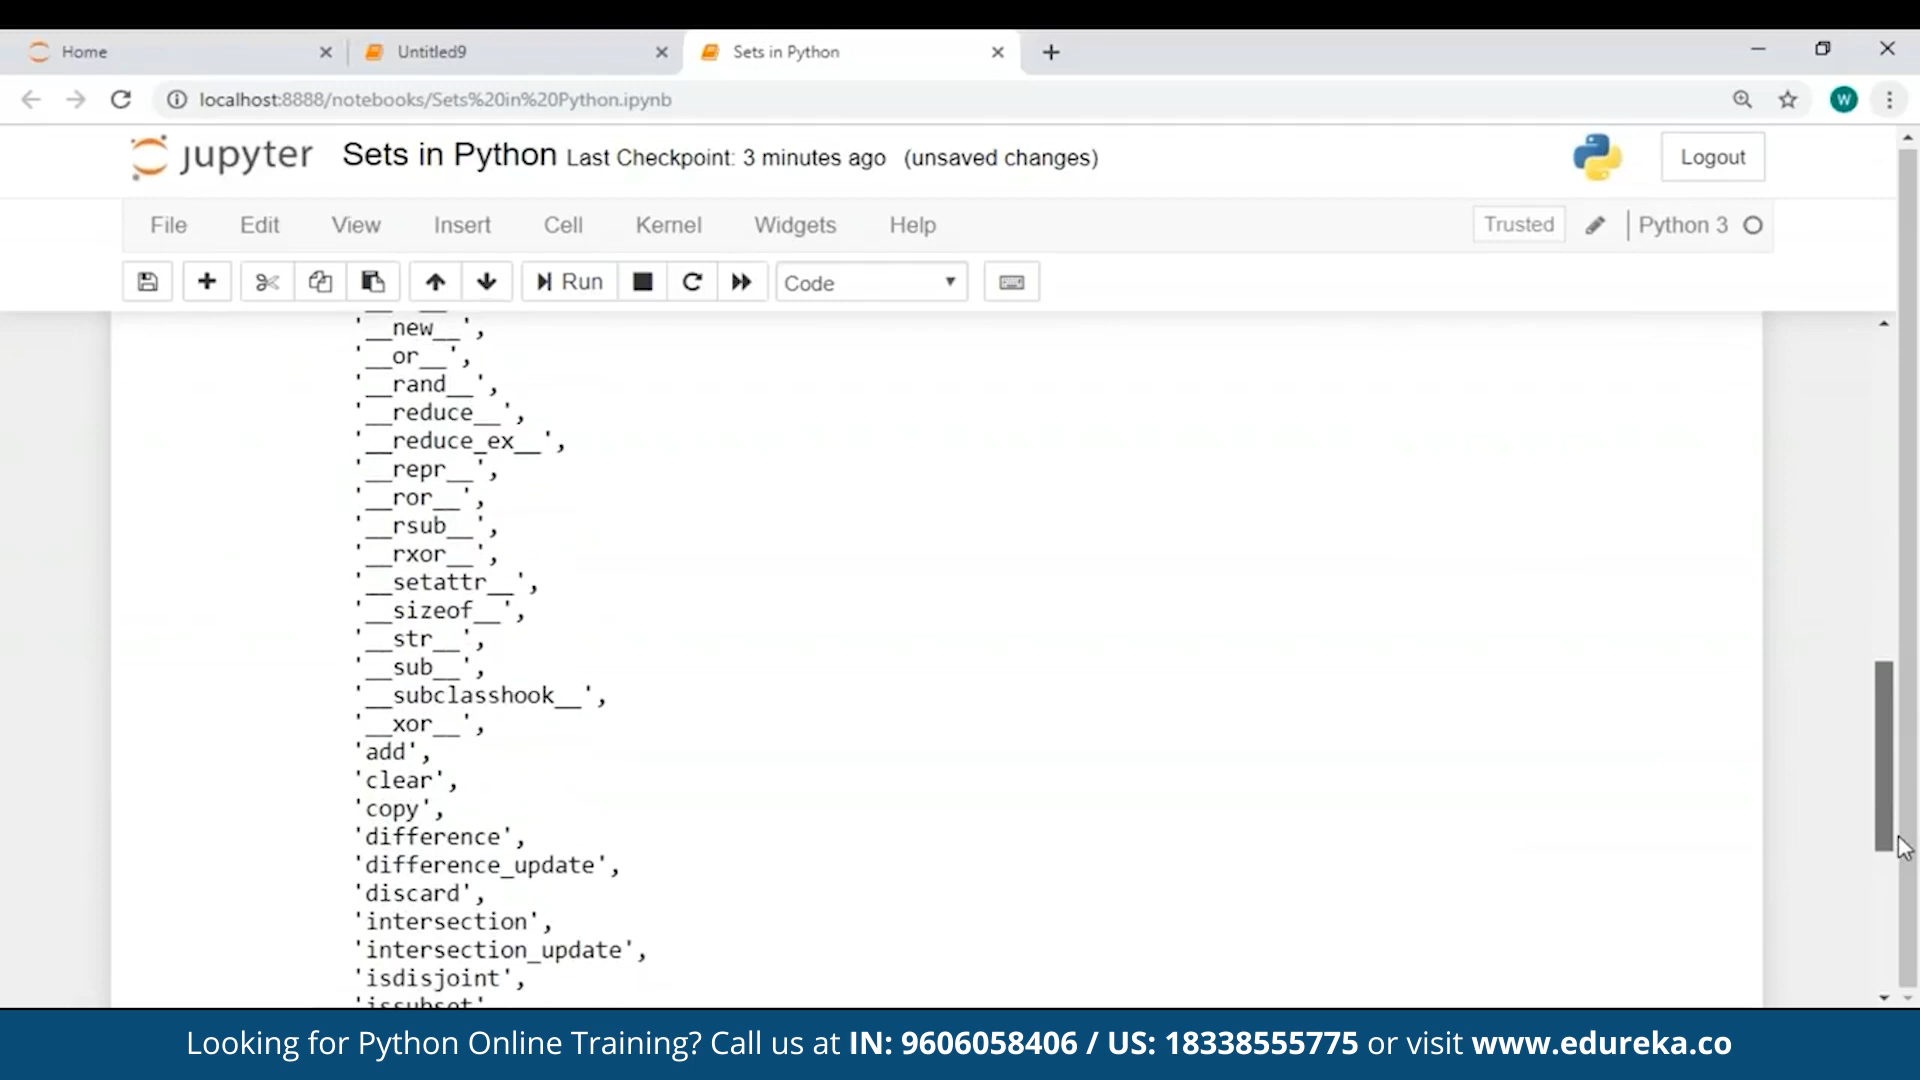 Home
Untitled9
Sets in Python
localhost:8888/notebooks/Sets%20in%20Python.ipynb
W
jupyter Sets in Python Last Checkpoint: 3 minutes ago (unsaved changes)
Logout
File Edit View Insert Cell Kernel Widgets Help
Trusted
Python 3
Run
Code
'__new__',
'__or__',
'__rand__',
'__reduce__',
'__reduce_ex__',
'__repr__',
'__ror__',
'__rsub__',
'__rxor__',
'__setattr__',
'__sizeof__',
'__str__',
'__sub__',
'__subclasshook__',
'__xor__',
'add',
'clear',
'copy',
'difference',
'difference_update',
'discard',
'intersection',
'intersection_update',
'isdisjoint',
'issubset'
Looking for Python Online Training? Call us at IN: 9606058406 / US: 18338555775 or visit www.edureka.co